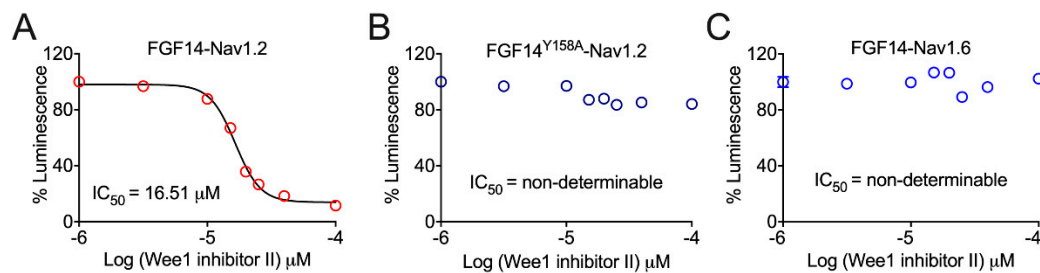 A
FGF14-Nav1.2
% Luminescence
120
80
40
0
IC50 = 16.51 μM
-6
-5
-4
Log (Wee1 inhibitor II) μM
B
FGF14Y158A-Nav1.2
% Luminescence
120
80
40
0
IC50 = non-determinable
-6
-5
-4
Log (Wee1 inhibitor II) μM
C
FGF14-Nav1.6
% Luminescence
120
80
40
0
IC50 = non-determinable
-6
-5
-4
Log (Wee1 inhibitor II) μM